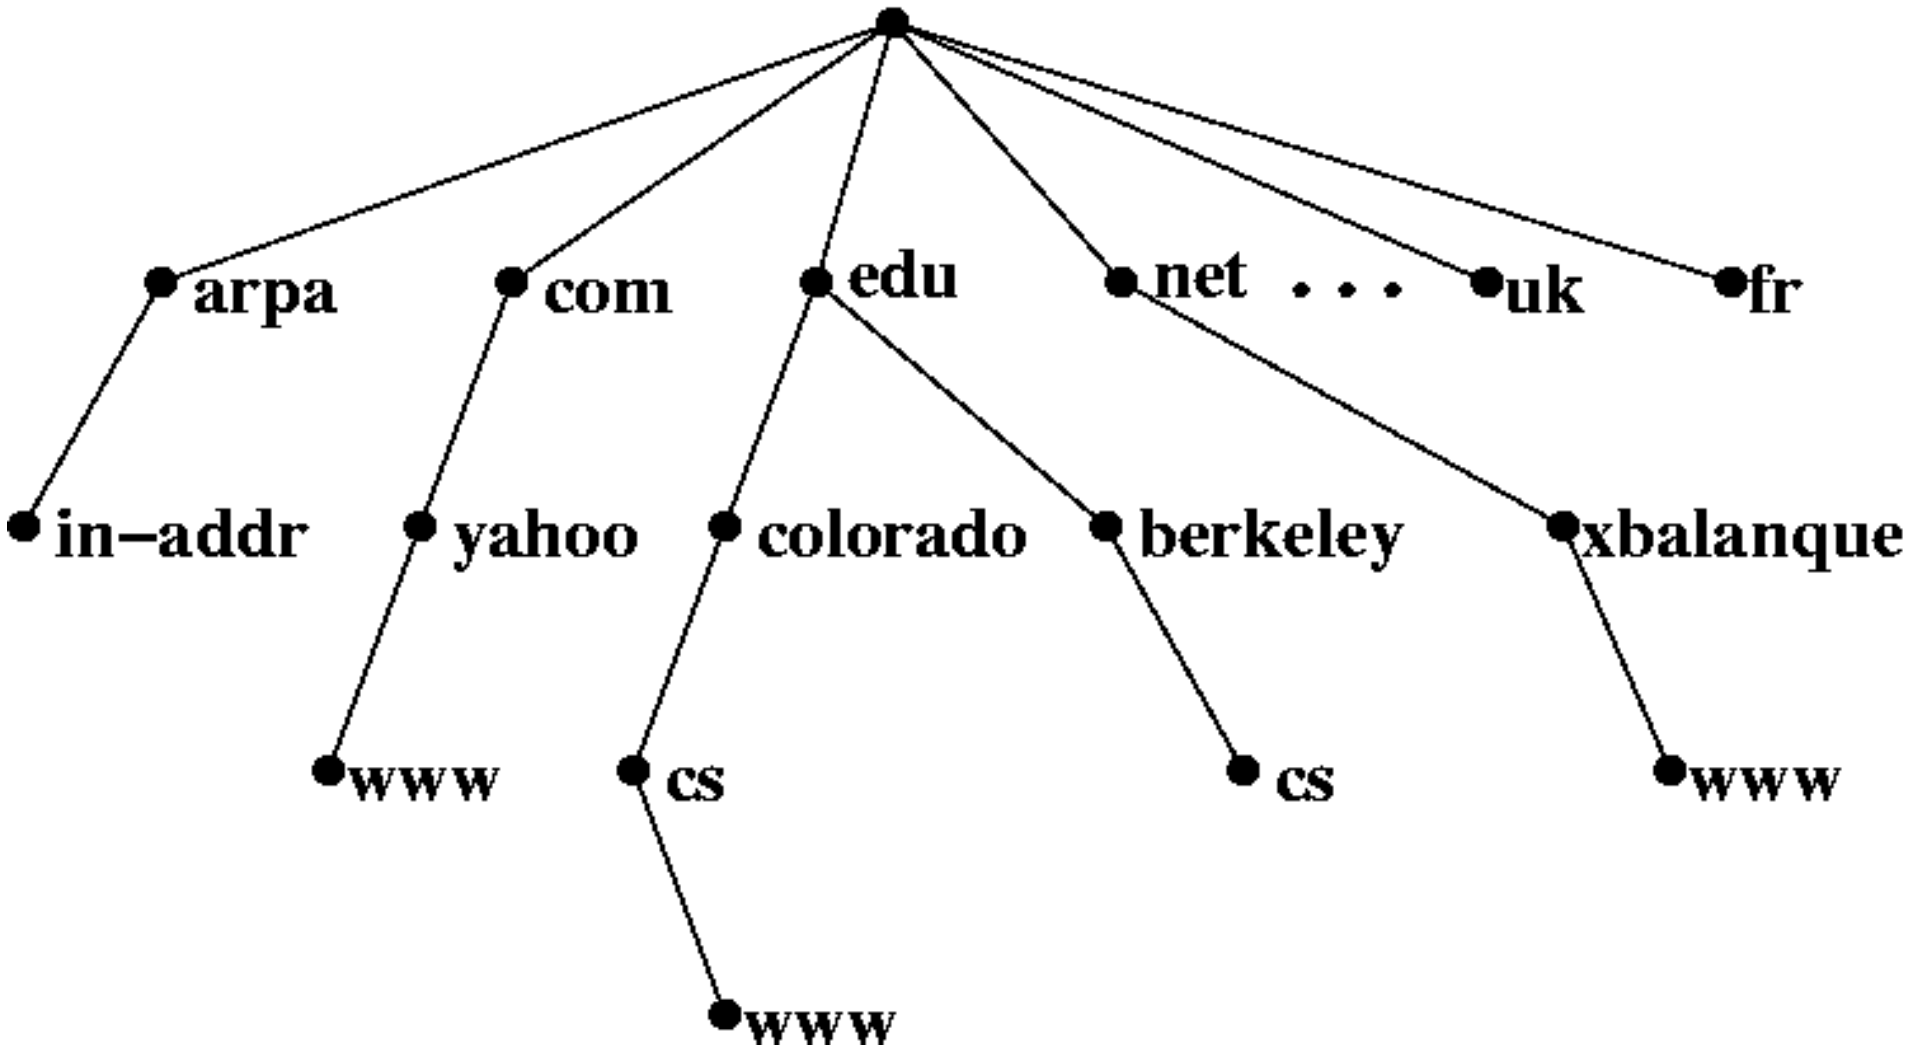 arpa com edu net . . . uk fr
in-addr yahoo colorado berkeley xbalanque
www cs cs www
www